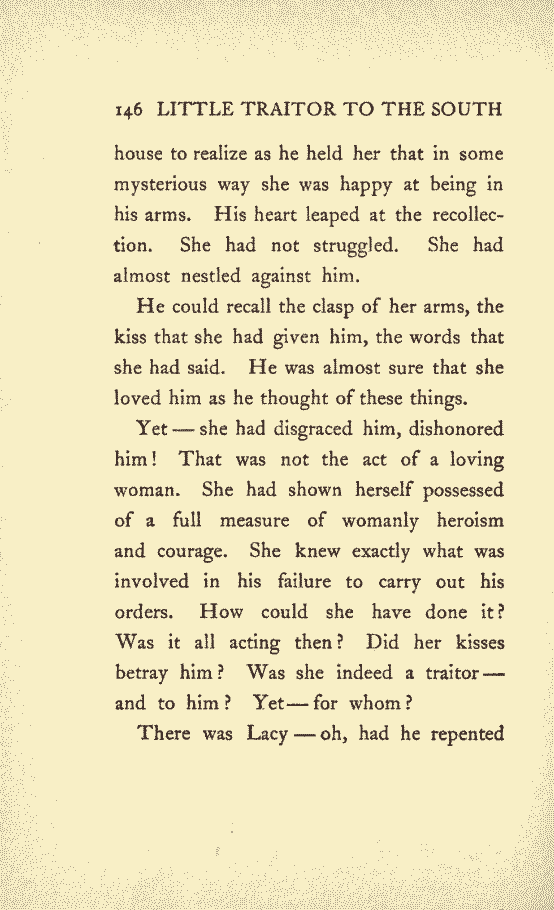 146 LITTLE TRAITOR TO THE SOUTH
house to realize as he held her that in some
mysterious way she was happy at being in
his arms. His heart leaped at the recollec-
tion. She had not struggled. She had
almost nestled against him.
He could recall the clasp of her arms, the
kiss that she had given him, the words that
she had said. He was almost sure that she
loved him as he thought of these things.
Yet — she had disgraced him, dishonored
him! That was not the act of a loving
woman. She had shown herself possessed
of a full measure of womanly heroism
and courage. She knew exactly what was
involved in his failure to carry out his
orders. How could she have done it?
Was it all acting then? Did her kisses
betray him? Was she indeed a traitor —
and to him? Yet — for whom?
There was Lacy — oh, had he repented